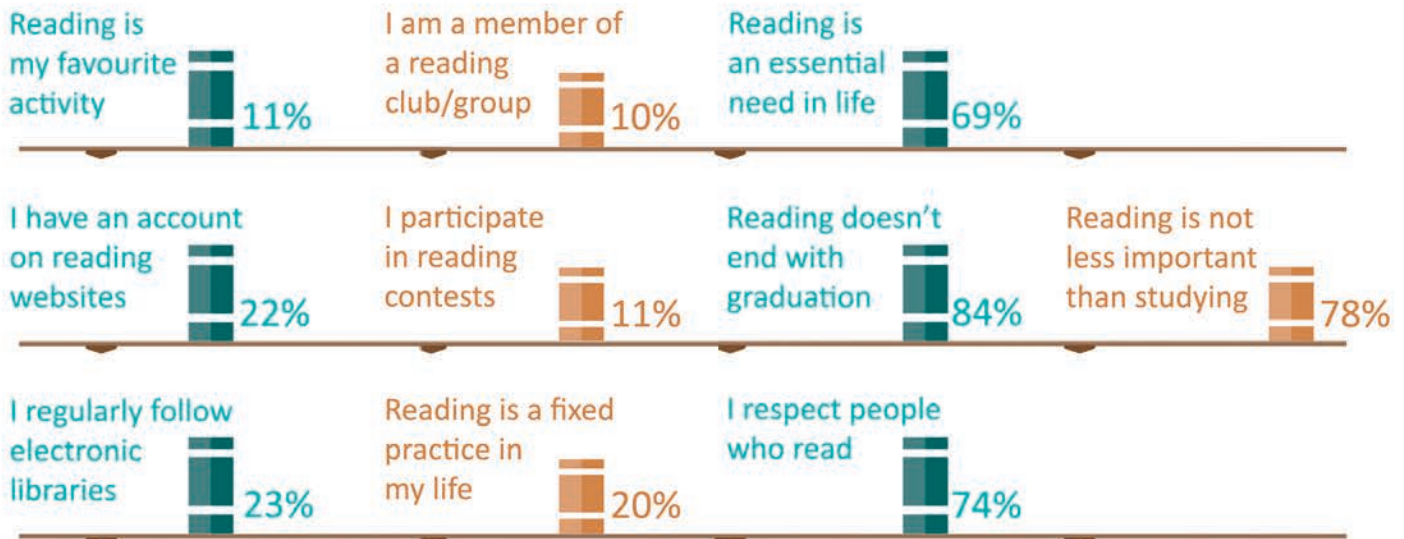 Reading is
my favourite
activity
11%
I am a member of
a reading
club/group
10%
Reading is
an essential
need in life
69%
I have an account
on reading
websites
22%
I participate
in reading
contests
11%
Reading doesn't
end with
graduation
84%
Reading is not
less important
than studying
78%
I regularly follow
electronic
libraries
23%
Reading is a fixed
practice in
my life
20%
I respect people
who read
74%